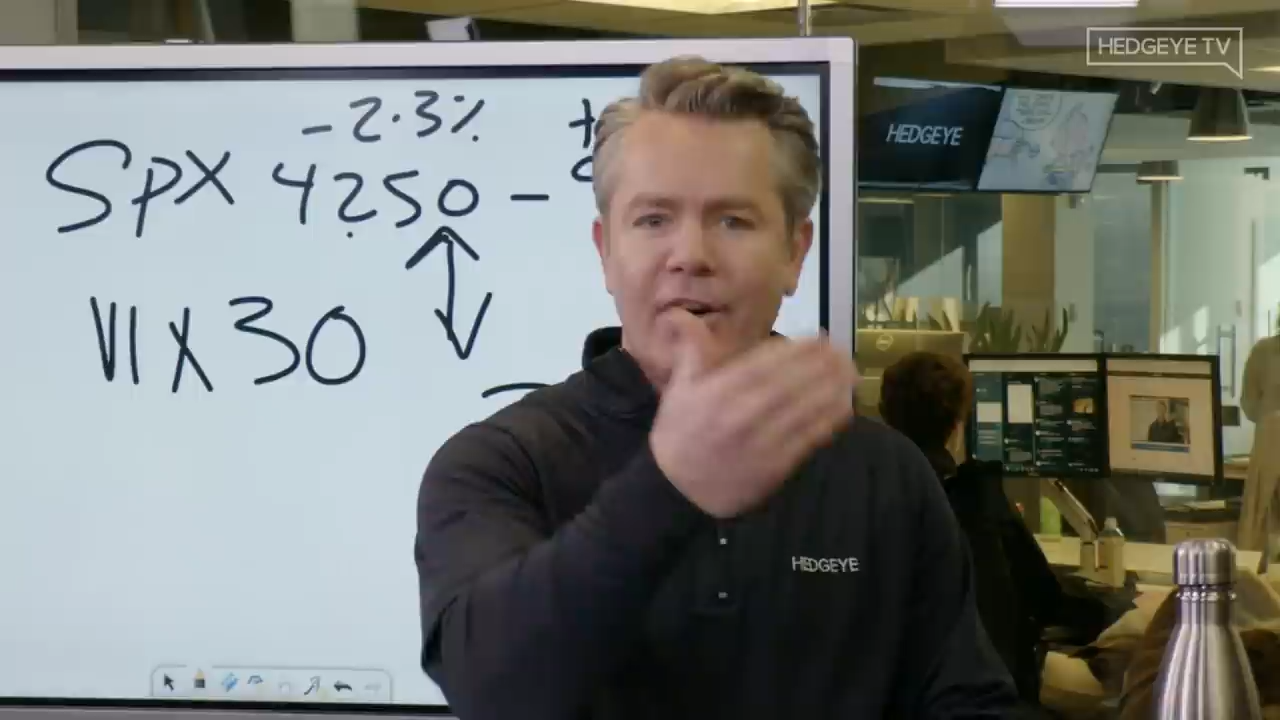 HEDGEYE TV
HEDGEYE
-2.3% +
SPX 4250 -
VIX 30
HEDGEYE